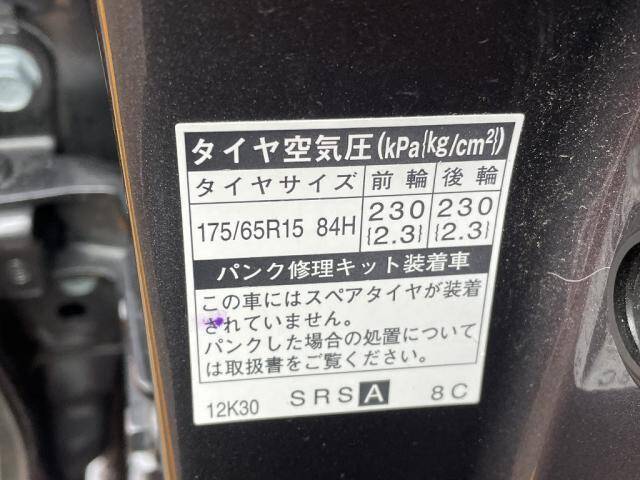 タイヤ空気圧(kPa{kg/cm²})
タイヤサイズ 前輪 後輪
175/65R15 84H 230 {2.3} 230 {2.3}
パンク修理キット装着車
この車にはスペアタイヤが装着
されていません。
パンクした場合の処置について
は取扱書をご覧ください。
12K30 SRS A 8C